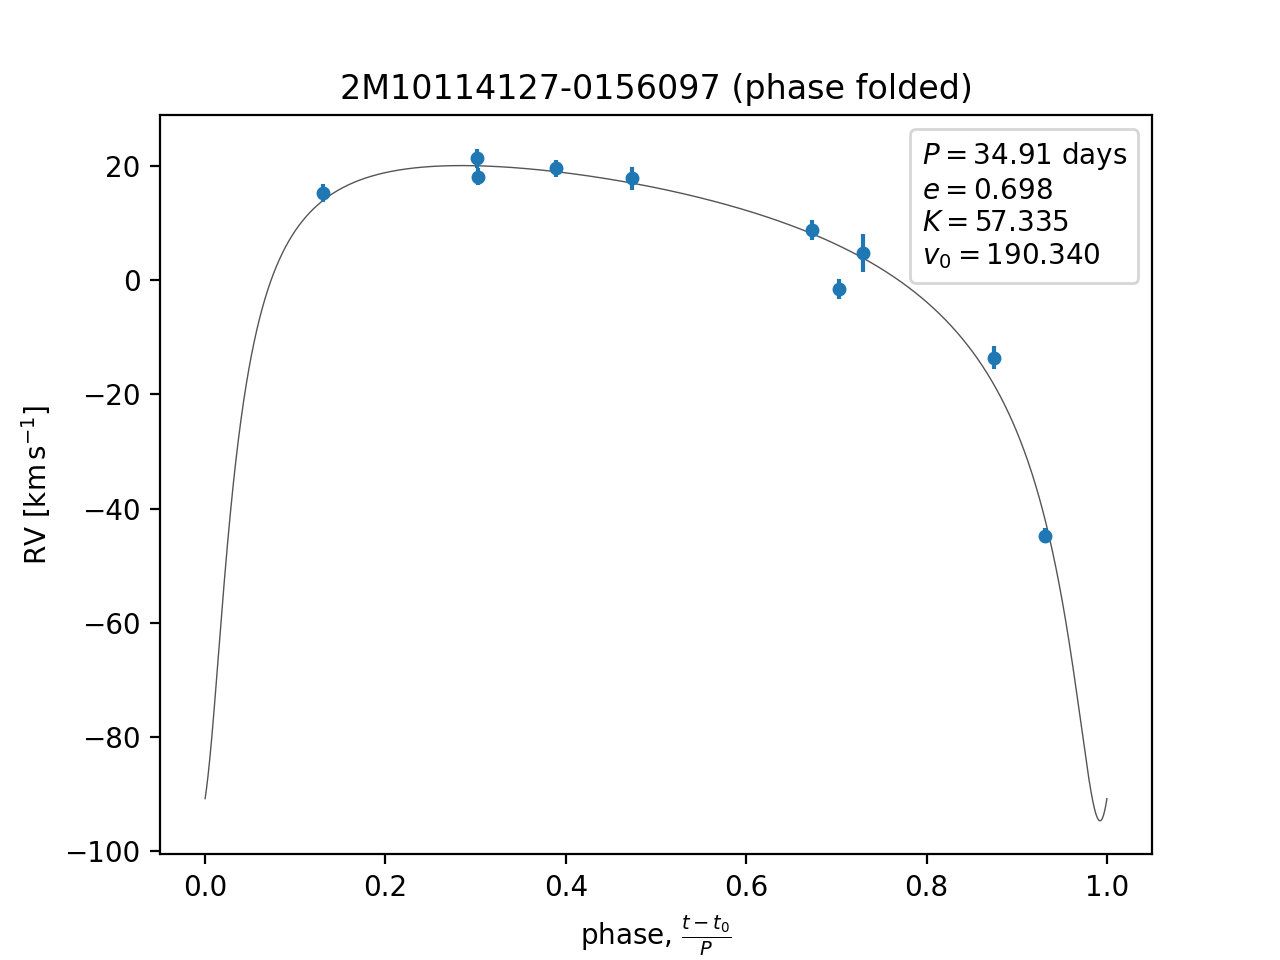 2M10114127-0156097 (phase folded)
P = 34.91 days
e = 0.698
K = 57.335
v₀ = 190.340
RV [km s⁻¹]
20
0
−20
−40
−60
−80
−100
0.0 0.2 0.4 0.6 0.8 1.0
phase, (t − t₀)/P